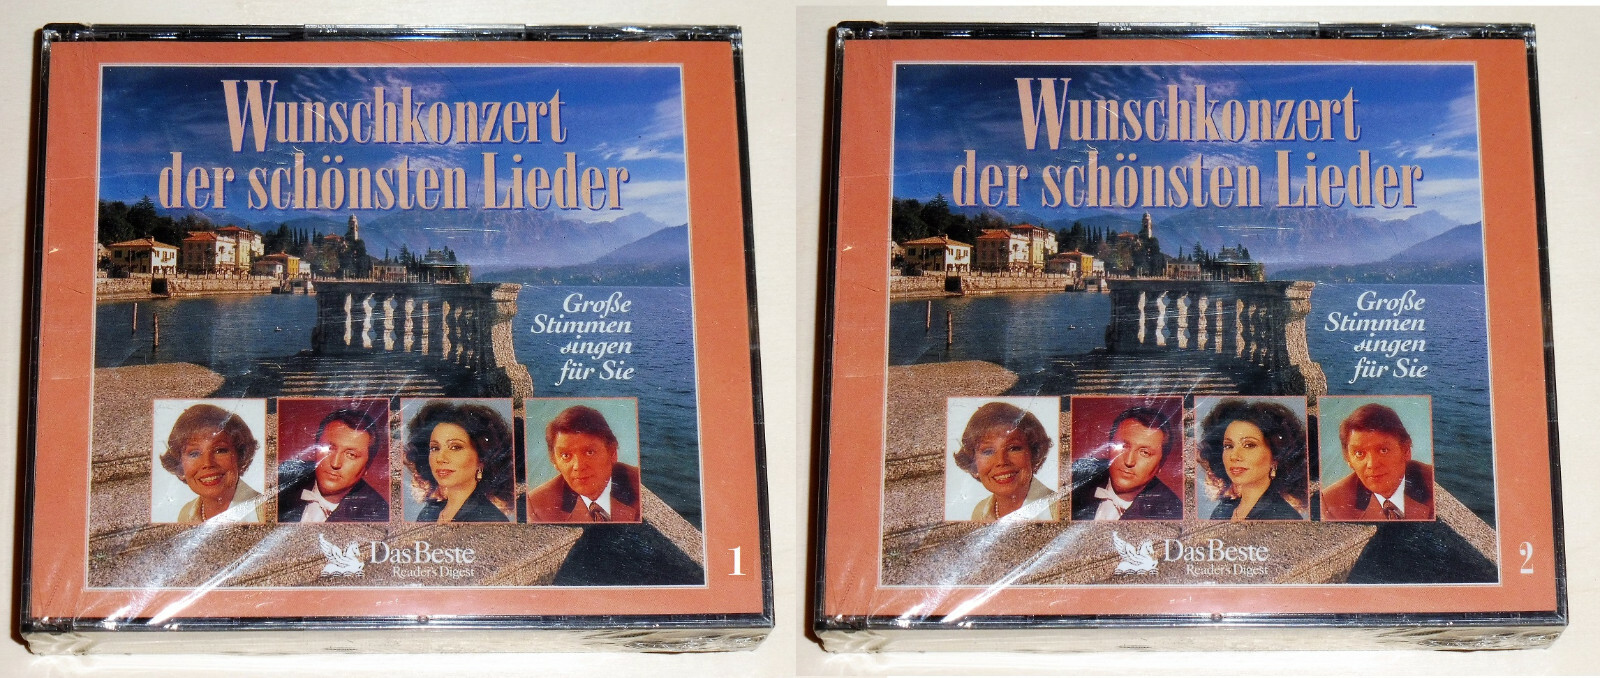 Wunschkonzert
der schönsten Lieder
Große
Stimmen
singen
für Sie
Das Beste
Reader's Digest
1
Wunschkonzert
der schönsten Lieder
Große
Stimmen
singen
für Sie
Das Beste
Reader's Digest
2